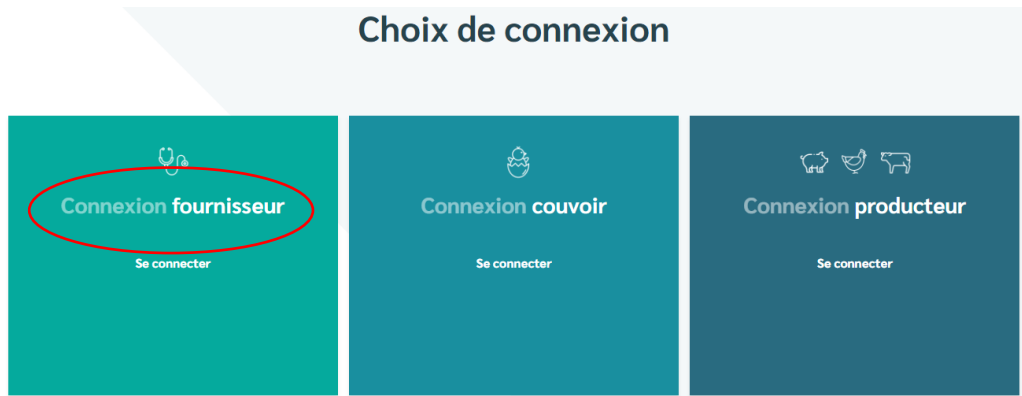 Choix de connexion
Connexion fournisseur
Se connecter
Connexion couvoir
Se connecter
Connexion producteur
Se connecter